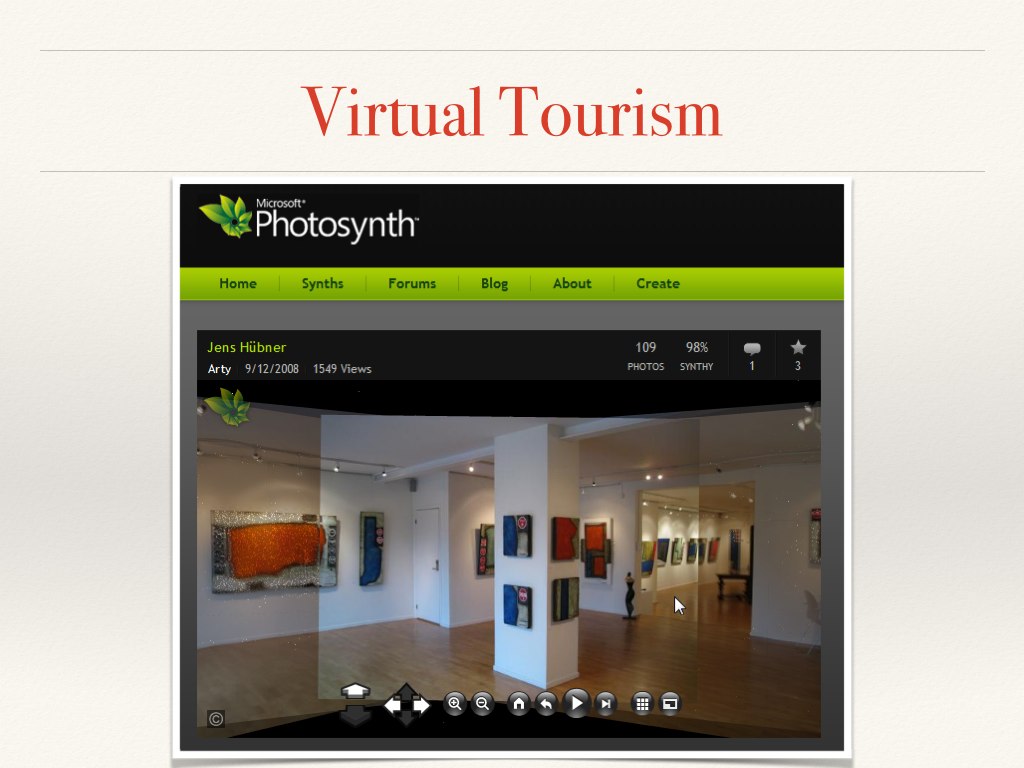 Virtual Tourism
Microsoft®
Photosynth™
Home Synths Forums Blog About Create
Jens Hübner
109 98%
Arty 9/12/2008 1549 Views
PHOTOS SYNTHY 1 3
©